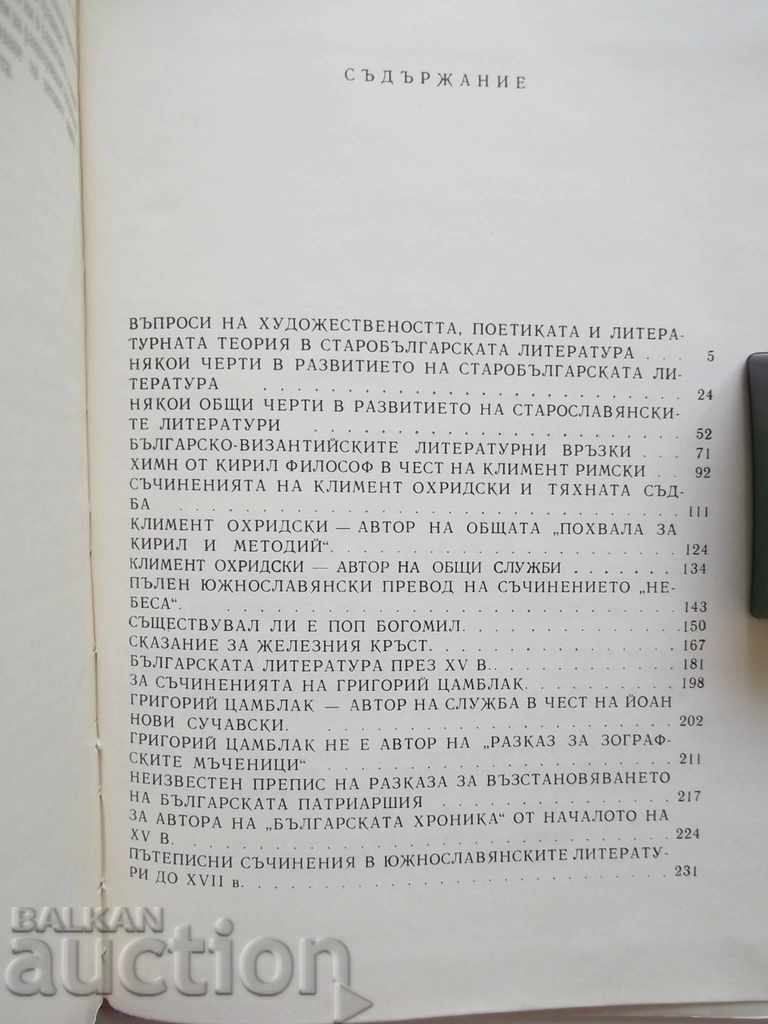 СЪДЪРЖАНИЕ
ВЪПРОСИ НА ХУДОЖЕСТВЕНОСТТА, ПОЕТИКАТА И ЛИТЕРА-
ТУРНАТА ТЕОРИЯ В СТАРОБЪЛГАРСКАТА ЛИТЕРАТУРА . . . 5
НЯКОИ ЧЕРТИ В РАЗВИТИЕТО НА СТАРОБЪЛГАРСКАТА ЛИ-
ТЕРАТУРА . . . . . . . . . . . . . . . . . 24
НЯКОИ ОБЩИ ЧЕРТИ В РАЗВИТИЕТО НА СТАРОСЛАВЯНСКИ-
ТЕ ЛИТЕРАТУРИ . . . . . . . . . . . . . . . 52
БЪЛГАРСКО-ВИЗАНТИЙСКИТЕ ЛИТЕРАТУРНИ ВРЪЗКИ . . . 71
ХИМН ОТ КИРИЛ ФИЛОСОФ В ЧЕСТ НА КЛИМЕНТ РИМСКИ . . 92
СЪЧИНЕНИЯТА НА КЛИМЕНТ ОХРИДСКИ И ТЯХНАТА СЪД-
БА . . . . . . . . . . . . . . . . . . . . 111
КЛИМЕНТ ОХРИДСКИ — АВТОР НА ОБЩАТА „ПОХВАЛА ЗА
КИРИЛ И МЕТОДИЙ“. . . . . . . . . . . . . . 124
КЛИМЕНТ ОХРИДСКИ — АВТОР НА ОБЩИ СЛУЖБИ . . . . . . 134
ПЪЛЕН ЮЖНОСЛАВЯНСКИ ПРЕВОД НА СЪЧИНЕНИЕТО „НЕ-
БЕСА“. . . . . . . . . . . . . . . . . . . 143
СЪЩЕСТВУВАЛ ЛИ Е ПОП БОГОМИЛ. . . . . . . . . . 150
СКАЗАНИЕ ЗА ЖЕЛЕЗНИЯ КРЪСТ. . . . . . . . . . . 167
БЪЛГАРСКАТА ЛИТЕРАТУРА ПРЕЗ XV В.. . . . . . . . . 181
ЗА СЪЧИНЕНИЯТА НА ГРИГОРИЙ ЦАМБЛАК. . . . . . . . 198
ГРИГОРИЙ ЦАМБЛАК — АВТОР НА СЛУЖБА В ЧЕСТ НА ЙОАН
НОВИ СУЧАВСКИ. . . . . . . . . . . . . . . 202
ГРИГОРИЙ ЦАМБЛАК НЕ Е АВТОР НА „РАЗКАЗ ЗА ЗОГРАФ-
СКИТЕ МЪЧЕНИЦИ“ . . . . . . . . . . . . . . 211
НЕИЗВЕСТЕН ПРЕПИС НА РАЗКАЗА ЗА ВЪЗСТАНОВЯВАНЕТО
НА БЪЛГАРСКАТА ПАТРИАРШИЯ . . . . . . . . . . . 217
ЗА АВТОРА НА „БЪЛГАРСКАТА ХРОНИКА“ ОТ НАЧАЛОТО НА
XV В. . . . . . . . . . . . . . . . . . . . 224
ПЪТЕПИСНИ СЪЧИНЕНИЯ В ЮЖНОСЛАВЯНСКИТЕ ЛИТЕРАТУ-
РИ ДО XVII в. . . . . . . . . . . . . . . . . 231
BALKAN
auction